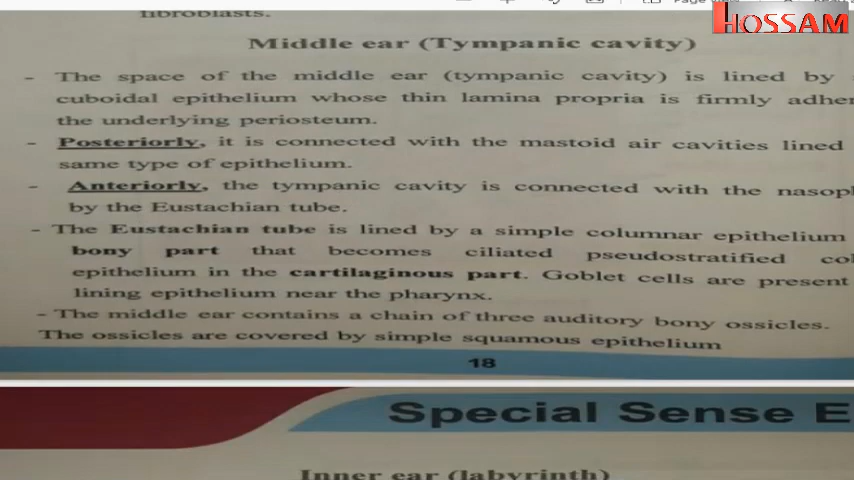 Page
HOSSAM
fibroblasts.
Middle ear (Tympanic cavity)
- The space of the middle ear (tympanic cavity) is lined by
cuboidal epithelium whose thin lamina propria is firmly adher
the underlying periosteum.
- Posteriorly, it is connected with the mastoid air cavities lined
same type of epithelium.
- Anteriorly, the tympanic cavity is connected with the nasop
by the Eustachian tube.
- The Eustachian tube is lined by a simple columnar epithelium
bony part that becomes ciliated pseudostratified col
epithelium in the cartilaginous part. Goblet cells are present
lining epithelium near the pharynx.
- The middle ear contains a chain of three auditory bony ossicles.
The ossicles are covered by simple squamous epithelium
18
Special Sense E
Inner ear (labyrinth)